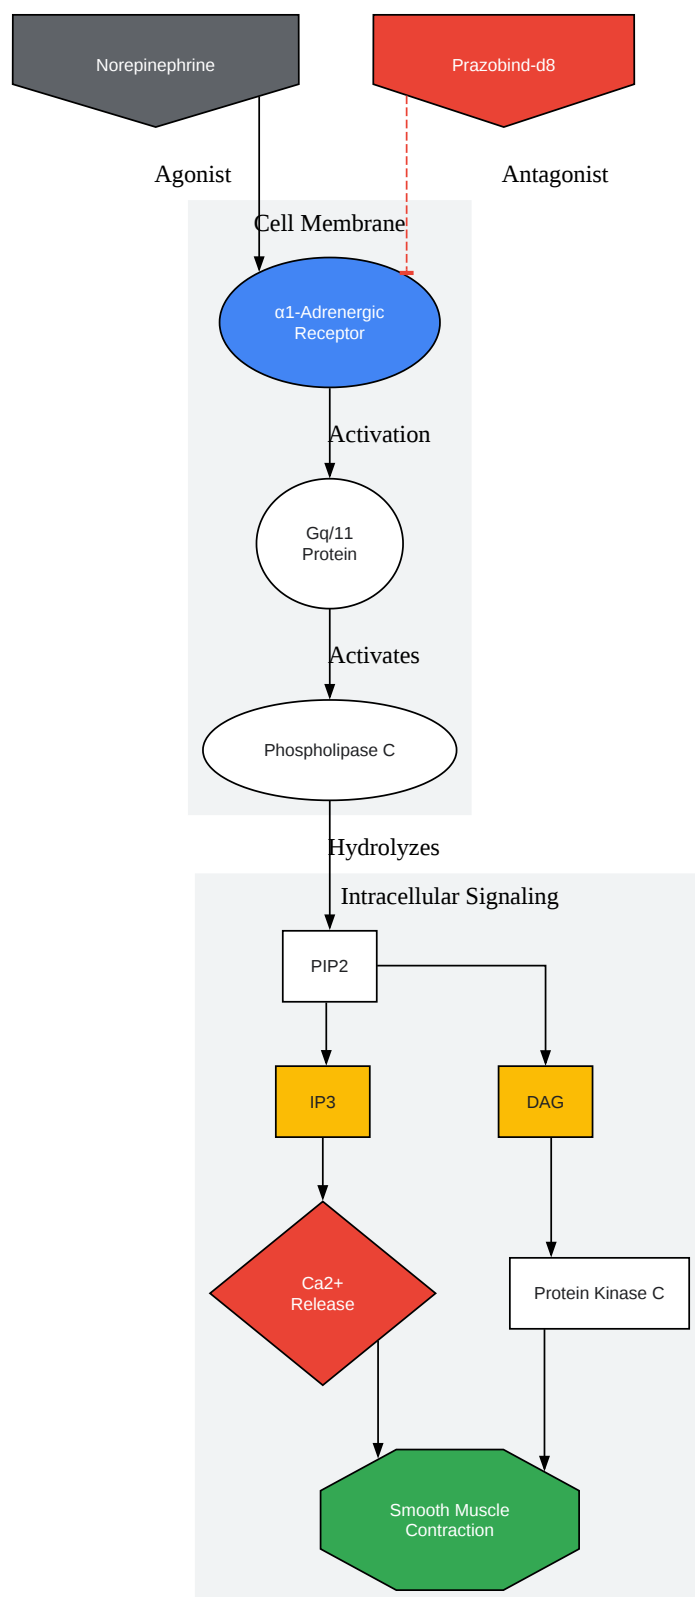 Norepinephrine
Prazobind-d8
Agonist
Antagonist
Cell Membrane
α1-Adrenergic
Receptor
Activation
Gq/11
Protein
Activates
Phospholipase C
Hydrolyzes
Intracellular Signaling
PIP2
IP3
DAG
Ca2+
Release
Protein Kinase C
Smooth Muscle
Contraction